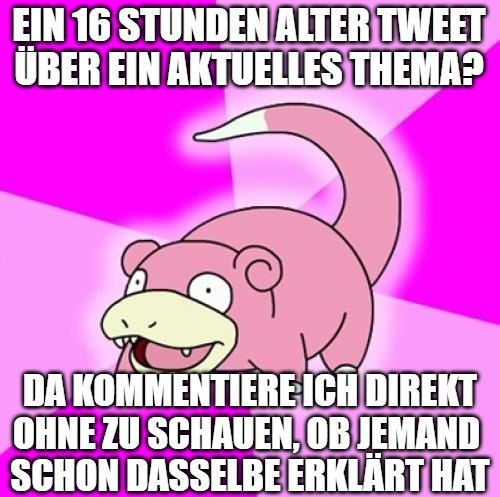 EIN 16 STUNDEN ALTER TWEET
ÜBER EIN AKTUELLES THEMA?
DA KOMMENTIERE ICH DIREKT
OHNE ZU SCHAUEN, OB JEMAND
SCHON DASSELBE ERKLÄRT HAT